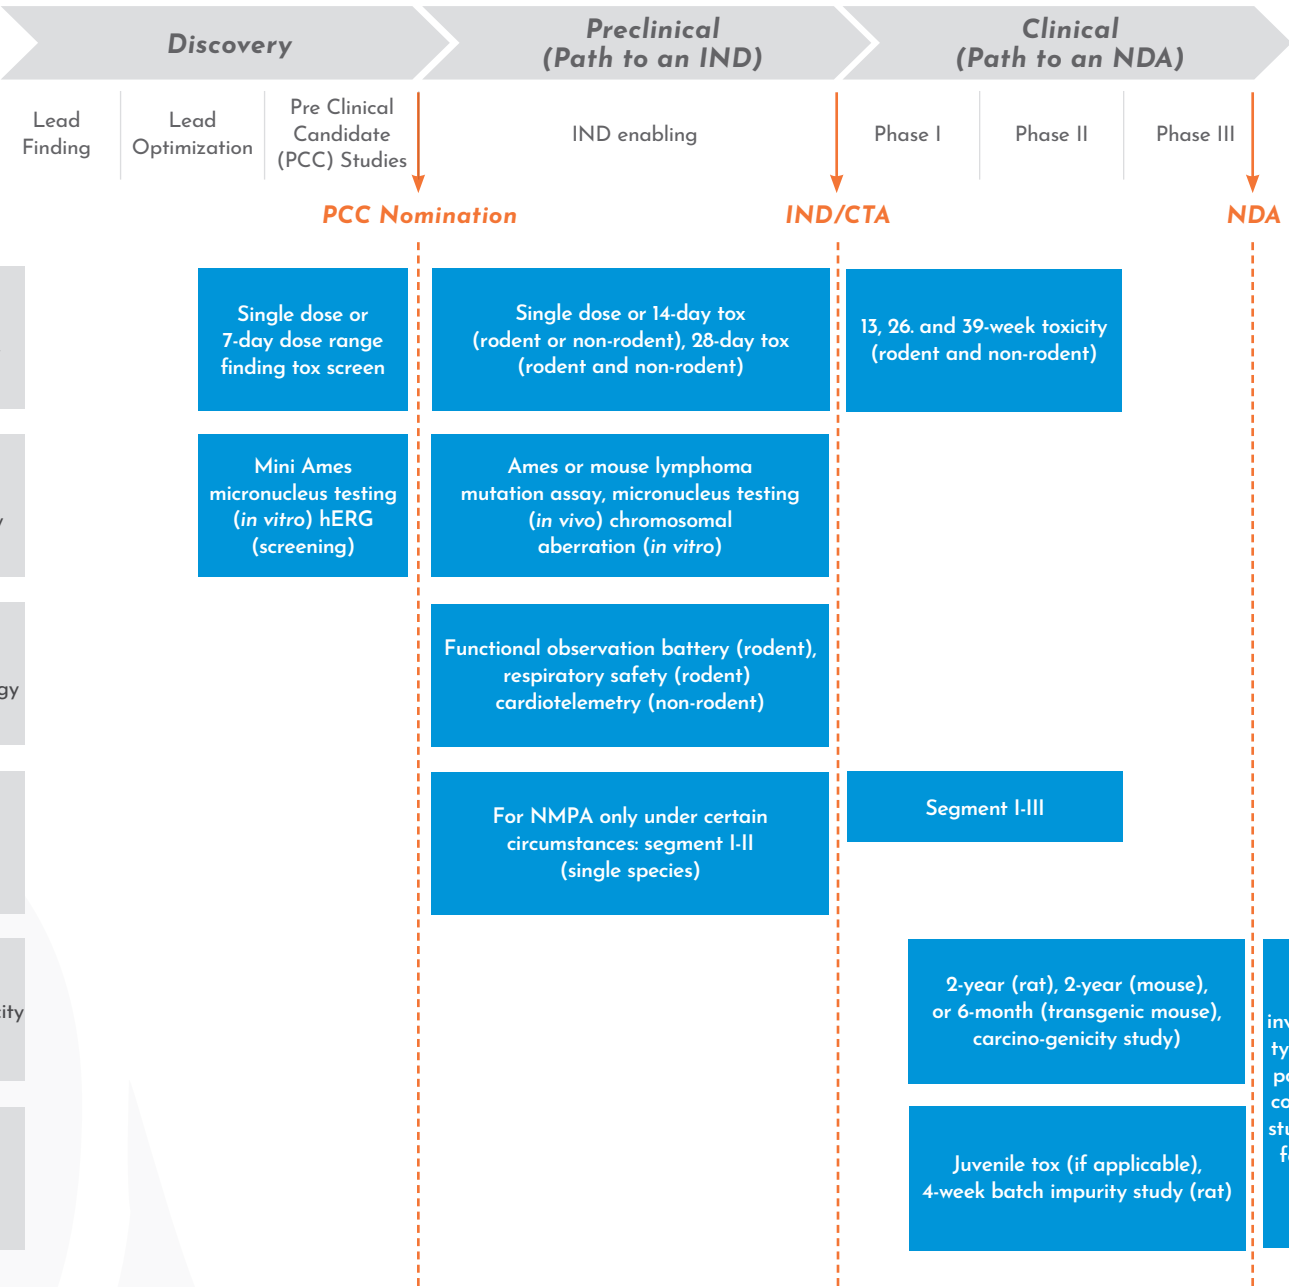 Discovery
Preclinical
(Path to an IND)
Clinical
(Path to an NDA)
Lead
Finding
Lead
Optimization
Pre Clinical
Candidate
(PCC) Studies
IND enabling
Phase I
Phase II
Phase III
PCC Nomination
IND/CTA
NDA
Single dose or
7-day dose range
finding tox screen
Single dose or 14-day tox
(rodent or non-rodent), 28-day tox
(rodent and non-rodent)
13, 26. and 39-week toxicity
(rodent and non-rodent)
Mini Ames
micronucleus testing
(in vitro) hERG
(screening)
Ames or mouse lymphoma
mutation assay, micronucleus testing
(in vivo) chromosomal
aberration (in vitro)
Functional observation battery (rodent),
respiratory safety (rodent)
cardiotelemetry (non-rodent)
For NMPA only under certain
circumstances: segment I-II
(single species)
Segment I-III
2-year (rat), 2-year (mouse),
or 6-month (transgenic mouse),
carcino-genicity study)
Juvenile tox (if applicable),
4-week batch impurity study (rat)